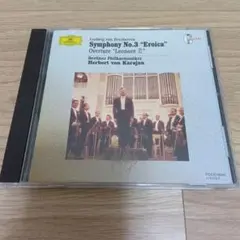 Ludwig van Beethoven
Symphony No.3 "Eroica"
Overture "Leonore II"
Berliner Philharmoniker
Herbert von Karajan